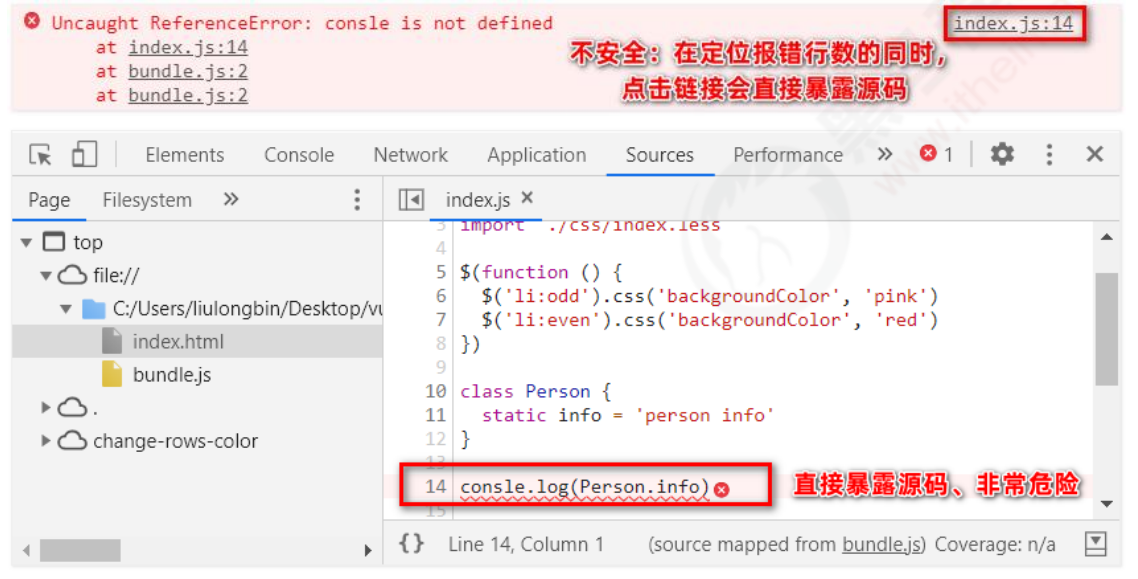 Uncaught ReferenceError: consle is not defined index.js:14
at index.js:14
at bundle.js:2
at bundle.js:2
不安全：在定位报错行数的同时，
点击链接会直接暴露源码
Elements Console Network Application Sources Performance » 1
Page Filesystem »
index.js ×
top
file://
C:/Users/liulongbin/Desktop/vu
index.html
bundle.js
.
change-rows-color
3 import './css/index.less
4
5 $(function () {
6 $('li:odd').css('backgroundColor', 'pink')
7 $('li:even').css('backgroundColor', 'red')
8 })
9
10 class Person {
11 static info = 'person info'
12 }
13
14 consle.log(Person.info)
直接暴露源码、非常危险
15
{} Line 14, Column 1 (source mapped from bundle.js) Coverage: n/a